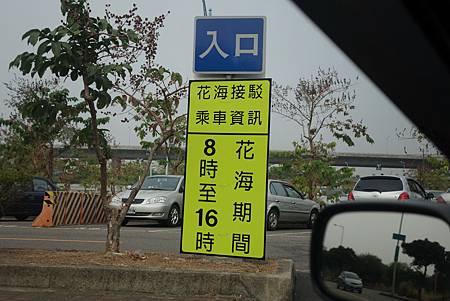 入口
花海接駁
乘車資訊
花海期間
8時至16時